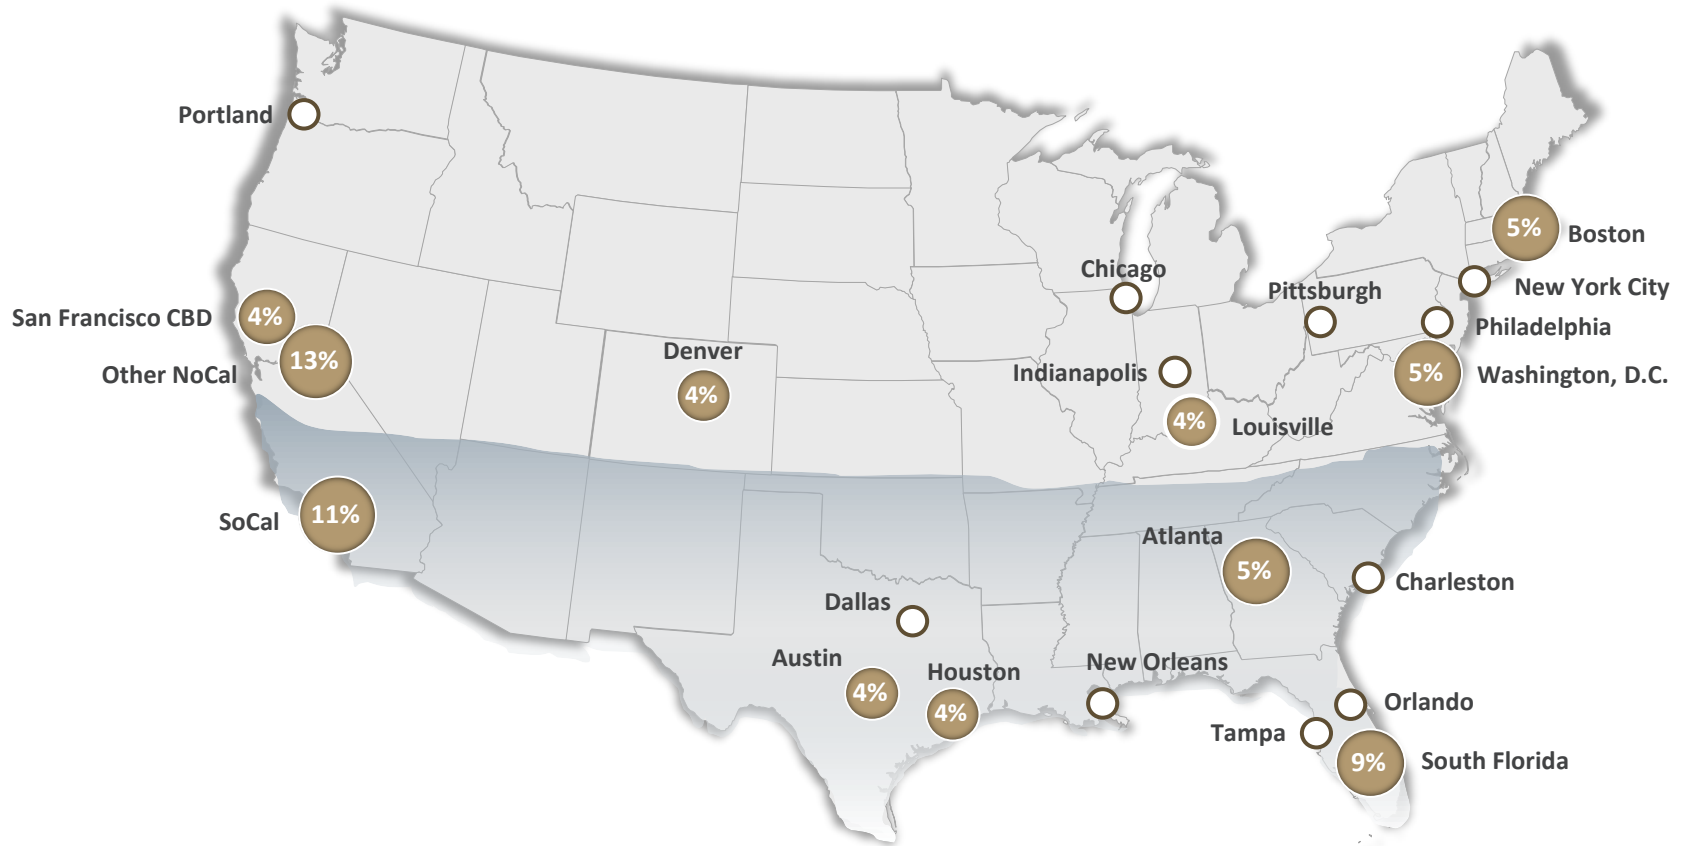 Portland
5%
Boston
Chicago
Pittsburgh
New York City
San Francisco CBD
4%
Philadelphia
13%
Other NoCal
Denver
4%
Indianapolis
5%
Washington, D.C.
4%
Louisville
SoCal
11%
Atlanta
5%
Charleston
Dallas
Austin
4%
Houston
4%
New Orleans
Orlando
Tampa
9%
South Florida